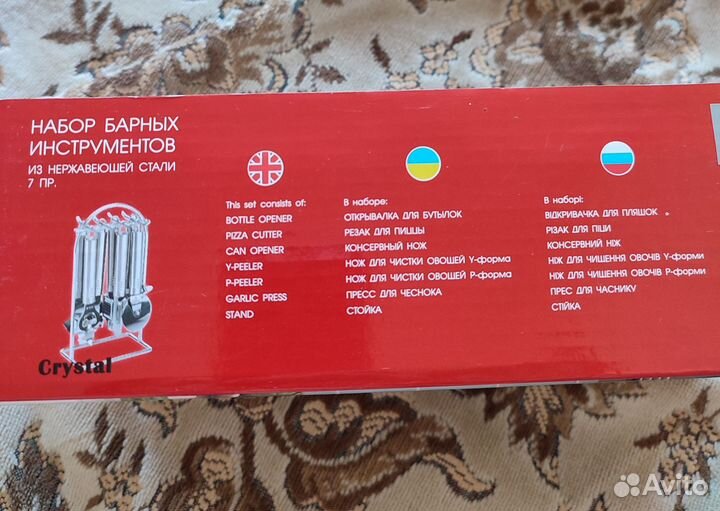 НАБОР БАРНЫХ
ИНСТРУМЕНТОВ
ИЗ НЕРЖАВЕЮЩЕЙ СТАЛИ
7 ПР.
Crystal
This set consists of:
BOTTLE OPENER
PIZZA CUTTER
CAN OPENER
Y-PEELER
P-PEELER
GARLIC PRESS
STAND
В наборе:
ОТКРЫВАЛКА ДЛЯ БУТЫЛОК
РЕЗАК ДЛЯ ПИЦЦЫ
КОНСЕРВНЫЙ НОЖ
НОЖ ДЛЯ ЧИСТКИ ОВОЩЕЙ Y-форма
НОЖ ДЛЯ ЧИСТКИ ОВОЩЕЙ P-форма
ПРЕСС ДЛЯ ЧЕСНОКА
СТОЙКА
В наборі:
ВІДКРИВАЧКА ДЛЯ ПЛЯШОК
РІЗАК ДЛЯ ПІЦИ
КОНСЕРВНИЙ НІЖ
НІЖ ДЛЯ ЧИЩЕННЯ ОВОЧІВ Y-форми
НІЖ ДЛЯ ЧИЩЕННЯ ОВОЧІВ P-форми
ПРЕС ДЛЯ ЧАСНИКУ
СТІЙКА
Avito